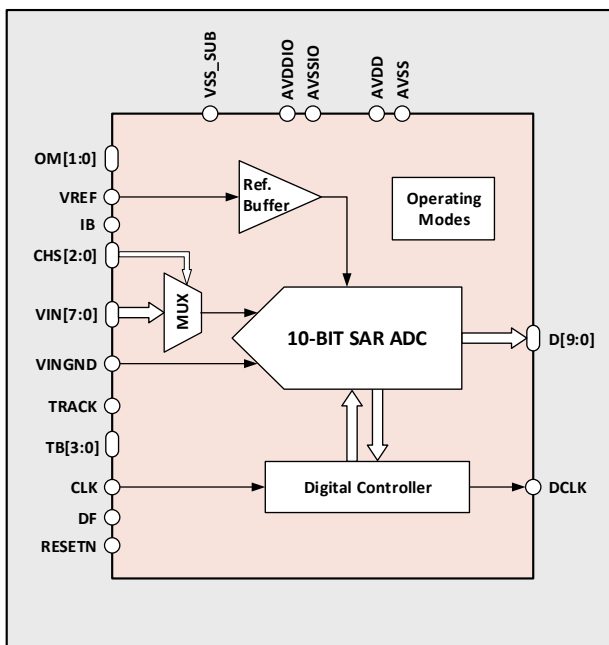 VSS_SUB
AVDDIO
AVSSIO
AVDD
AVSS
OM[1:0]
VREF
IB
CHS[2:0]
VIN[7:0]
VINGND
TRACK
TB[3:0]
CLK
DF
RESETN
Ref.
Buffer
Operating
Modes
MUX
10-BIT SAR ADC
D[9:0]
Digital Controller
DCLK